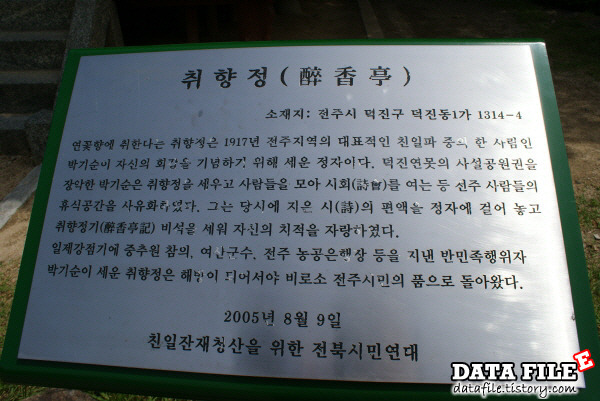 취향정(醉香亭)
소재지: 전주시 덕진구 덕진동1가 1314-4
연꽃향에 취한다는 취향정은 1917년 전주지역의 대표적인 친일파 중의 한 사람인
박기순이 자신의 회갑을 기념하기 위해 세운 정자이다. 덕진연못의 사설공원권을
장악한 박기순은 취향정을 세우고 사람들을 모아 시회(詩會)를 여는 등 전주 사람들의
휴식공간을 사유화하였다. 그는 당시에 지은 시(詩)의 편액을 정자에 걸어 놓고
취향정기(醉香亭記) 비석을 세워 자신의 치적을 자랑하였다.
일제강점기에 중추원 참의, 여산군수, 전주 농공은행상 등을 지낸 반민족행위자
박기순이 세운 취향정은 해방이 되어서야 비로소 전주시민의 품으로 돌아왔다.
2005년 8월 9일
친일잔재청산을 위한 전북시민연대
DATA FILE E
datafile.tistory.com